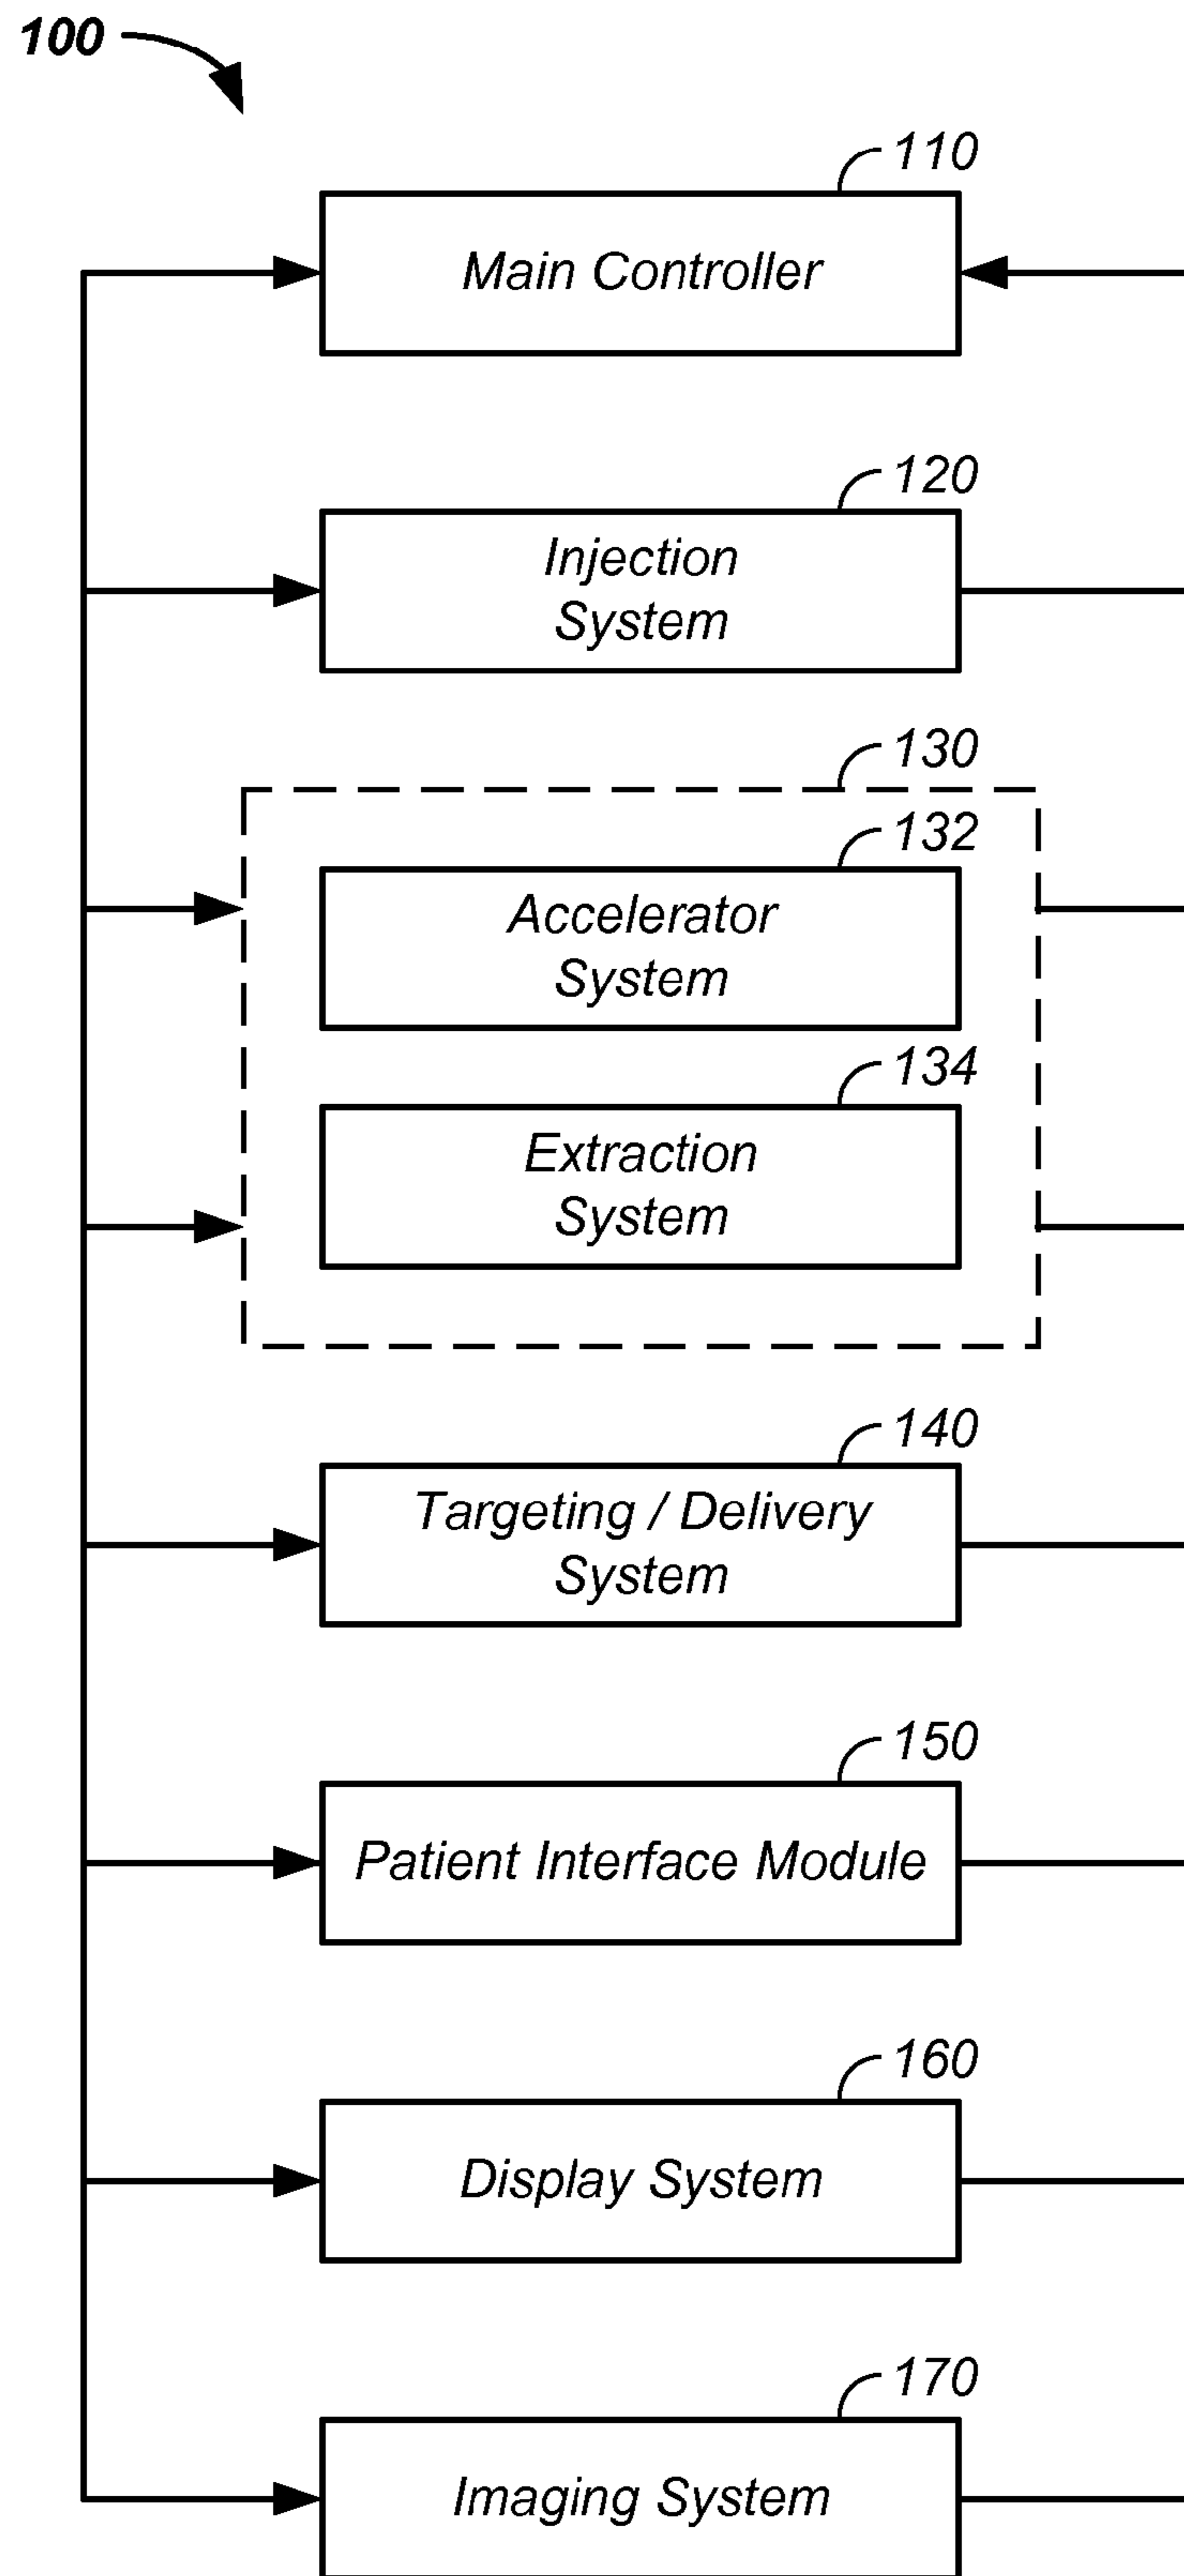 100
110
Main Controller
120
Injection
System
130
132
Accelerator
System
134
Extraction
System
140
Targeting / Delivery
System
150
Patient Interface Module
160
Display System
170
Imaging System